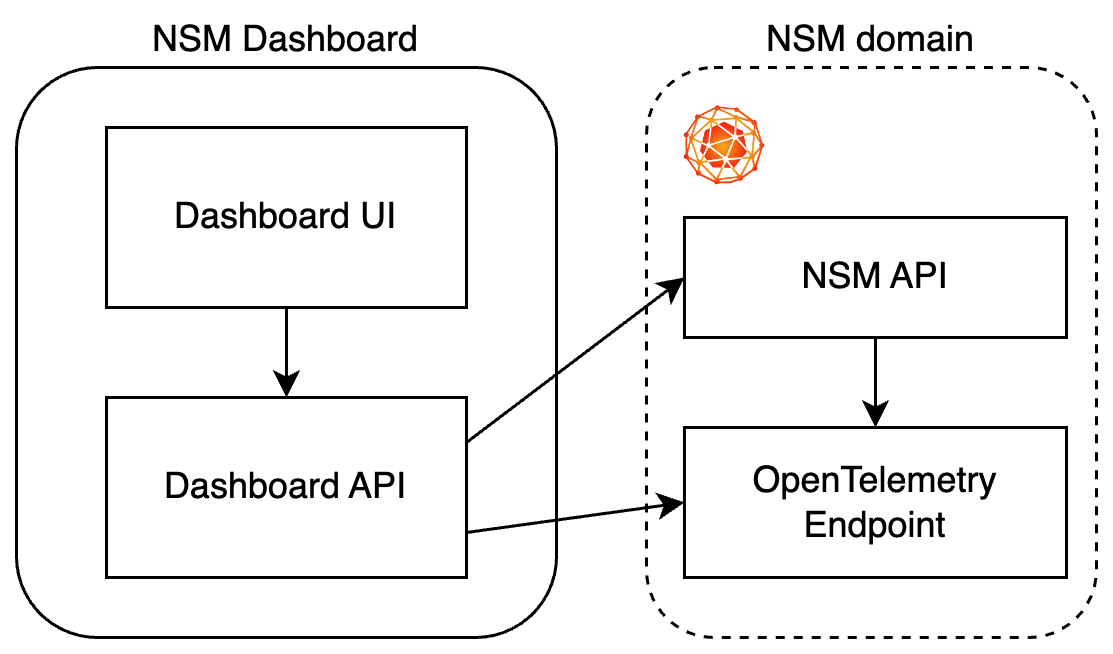 NSM Dashboard
NSM domain
Dashboard UI
NSM API
Dashboard API
OpenTelemetry
Endpoint